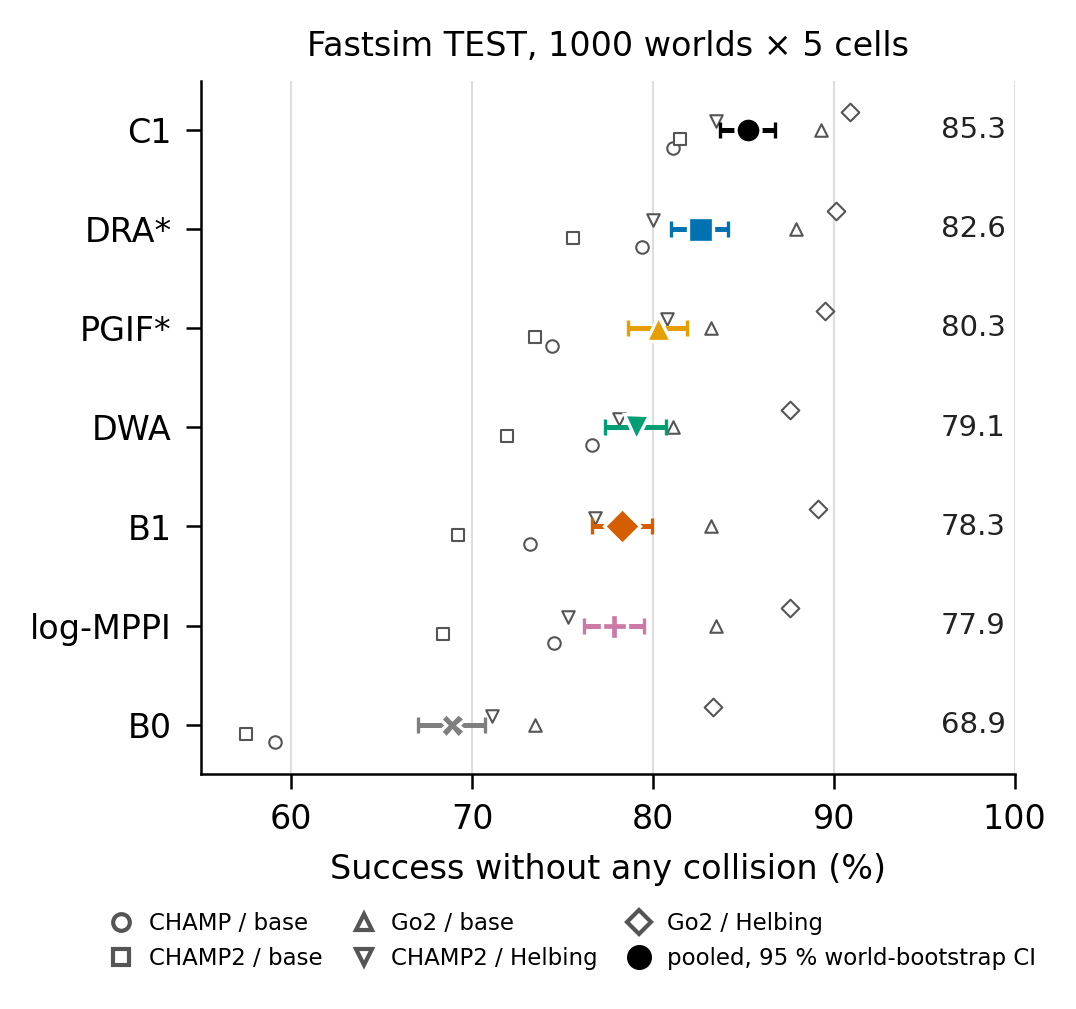 Fastsim TEST, 1000 worlds × 5 cells
C1 85.3
DRA* 82.6
PGIF* 80.3
DWA 79.1
B1 78.3
log-MPPI 77.9
B0 68.9
60 70 80 90 100
Success without any collision (%)
CHAMP / base Go2 / base Go2 / Helbing
CHAMP2 / base CHAMP2 / Helbing pooled, 95 % world-bootstrap CI